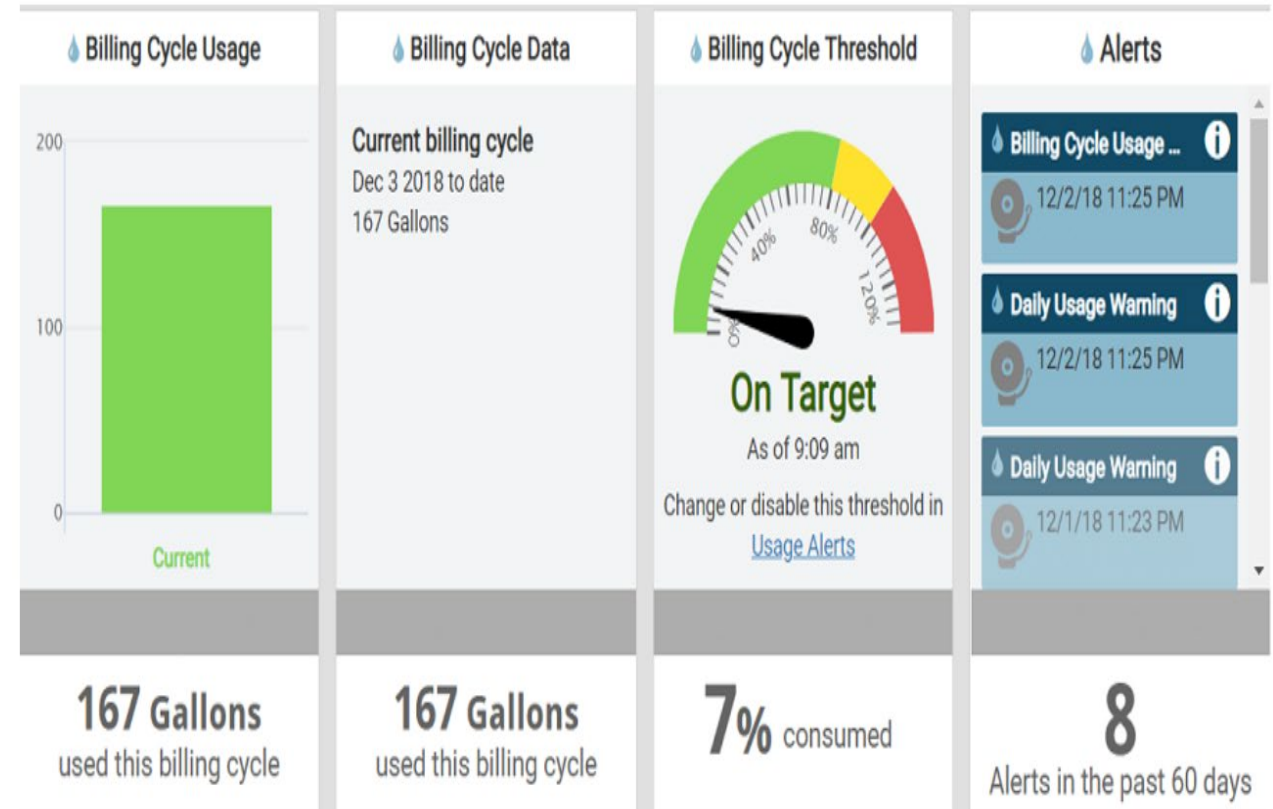 Billing Cycle Usage
200
100
0
Current
167 Gallons
used this billing cycle
Billing Cycle Data
Current billing cycle
Dec 3 2018 to date
167 Gallons
167 Gallons
used this billing cycle
Billing Cycle Threshold
0%
40%
80%
120%
On Target
As of 9:09 am
Change or disable this threshold in
Usage Alerts
7% consumed
Alerts
Billing Cycle Usage ...
12/2/18 11:25 PM
Daily Usage Warning
12/2/18 11:25 PM
Daily Usage Warning
12/1/18 11:23 PM
8
Alerts in the past 60 days